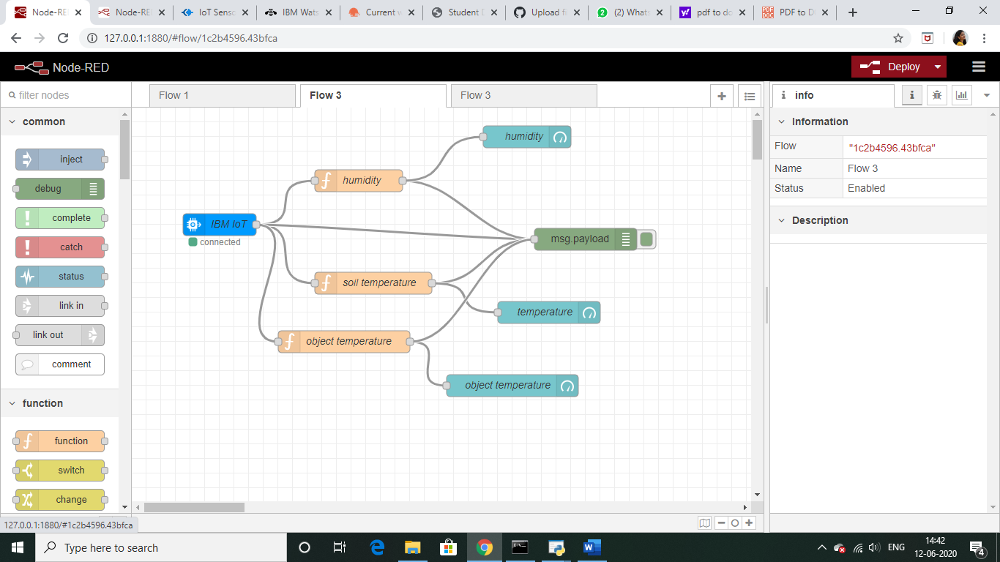 Node-RE
Node-RED
IoT Senso
IBM Wats
Current w
Student D
Upload fi
(2) Whats
pdf to do
PDF to D
127.0.0.1:1880/#flow/1c2b4596.43bfca
Node-RED
Deploy
filter nodes
Flow 1
Flow 3
Flow 3
info
common
inject
debug
complete
catch
status
link in
link out
comment
function
function
switch
change
humidity
humidity
IBM IoT
connected
msg.payload
soil temperature
temperature
object temperature
object temperature
Information
Flow "1c2b4596.43bfca"
Name Flow 3
Status Enabled
Description
127.0.0.1:1880/#1c2b4596.43bfca
Type here to search
ENG
14:42
12-06-2020
4